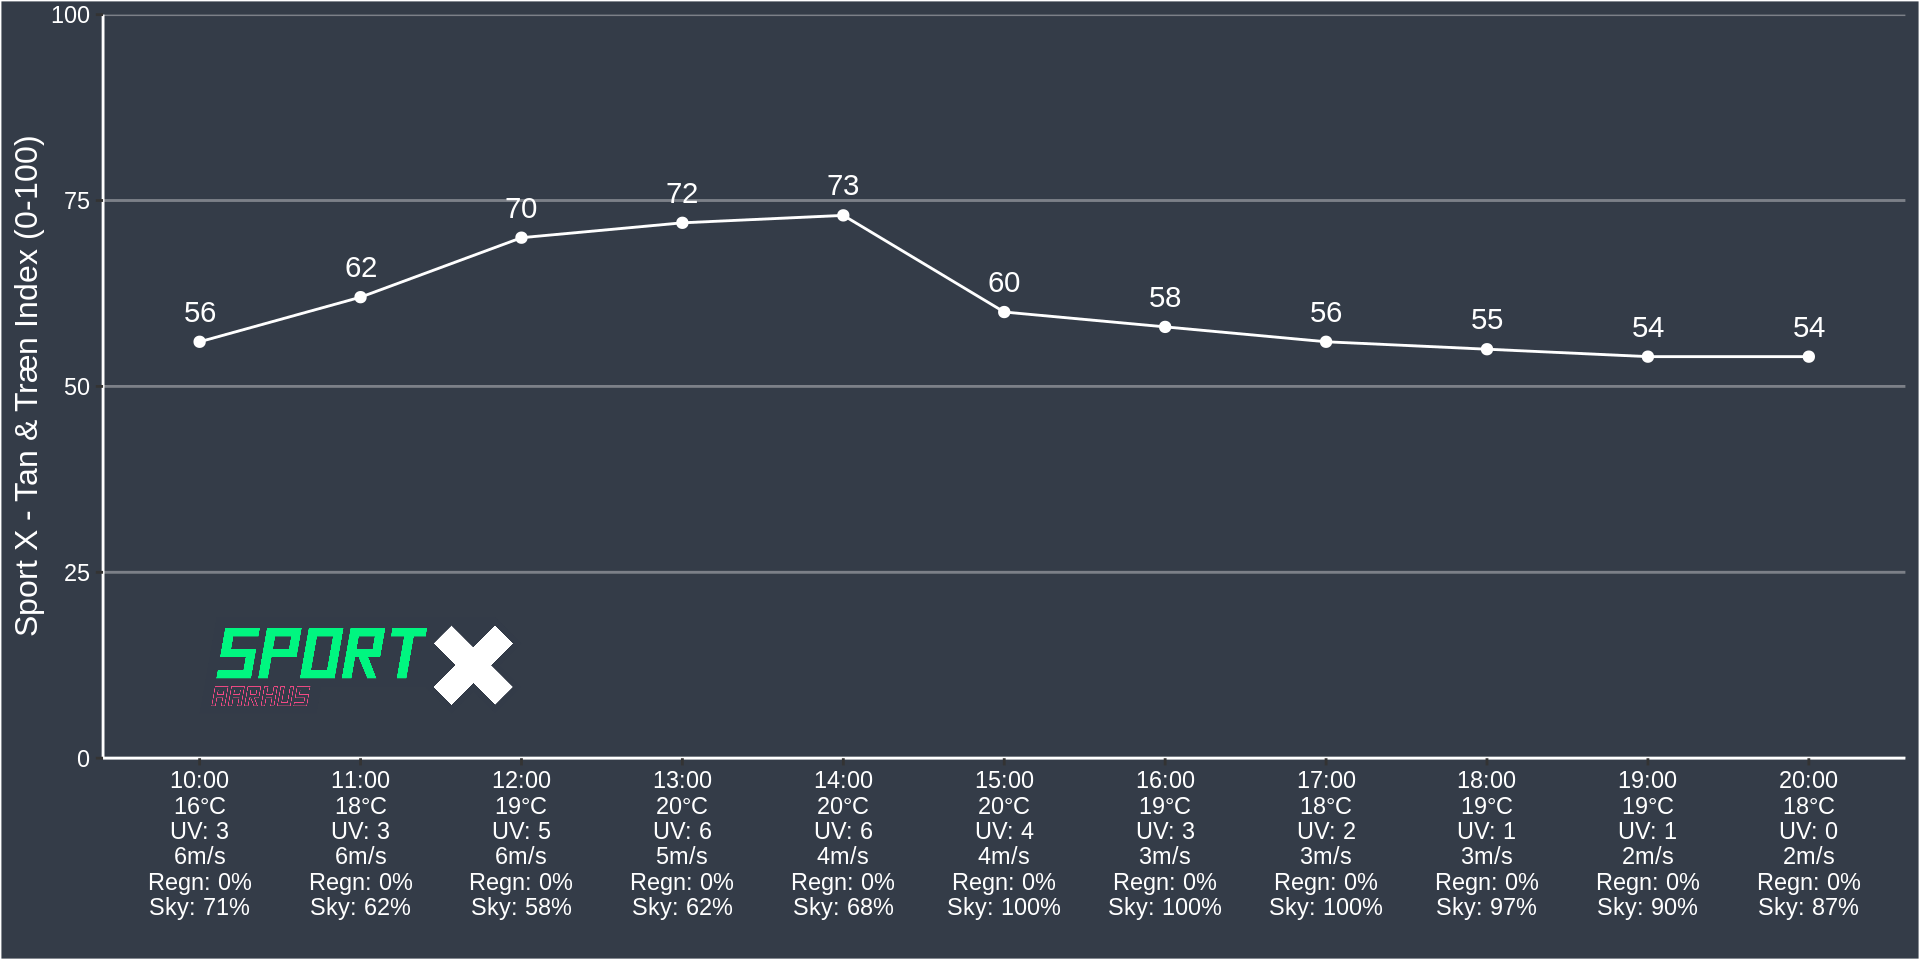 100
75
50
25
0
Sport X - Tan & Træn Index (0-100)
56
62
70
72
73
60
58
56
55
54
54
SPORT X
AARHUS
10:00 11:00 12:00 13:00 14:00 15:00 16:00 17:00 18:00 19:00 20:00
16°C 18°C 19°C 20°C 20°C 20°C 19°C 18°C 19°C 19°C 18°C
UV: 3 UV: 3 UV: 5 UV: 6 UV: 6 UV: 4 UV: 3 UV: 2 UV: 1 UV: 1 UV: 0
6m/s 6m/s 6m/s 5m/s 4m/s 4m/s 3m/s 3m/s 3m/s 2m/s 2m/s
Regn: 0% Regn: 0% Regn: 0% Regn: 0% Regn: 0% Regn: 0% Regn: 0% Regn: 0% Regn: 0% Regn: 0% Regn: 0%
Sky: 71% Sky: 62% Sky: 58% Sky: 62% Sky: 68% Sky: 100% Sky: 100% Sky: 100% Sky: 97% Sky: 90% Sky: 87%